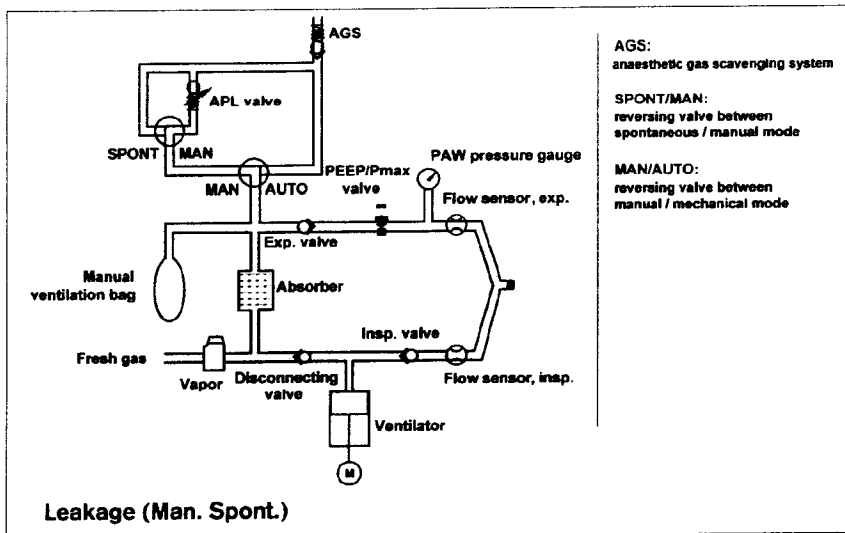 AGS
APL valve
SPONT
MAN
MAN
AUTO
PEEP/Pmax
valve
PAW pressure gauge
Flow sensor, exp.
Exp. valve
Manual
ventilation bag
Absorber
Insp. valve
Fresh gas
Vapor
Disconnecting
valve
Flow sensor, insp.
Ventilator
M
Leakage (Man. Spont.)
AGS:
anaesthetic gas scavenging system
SPONT/MAN:
reversing valve between
spontaneous / manual mode
MAN/AUTO:
reversing valve between
manual / mechanical mode